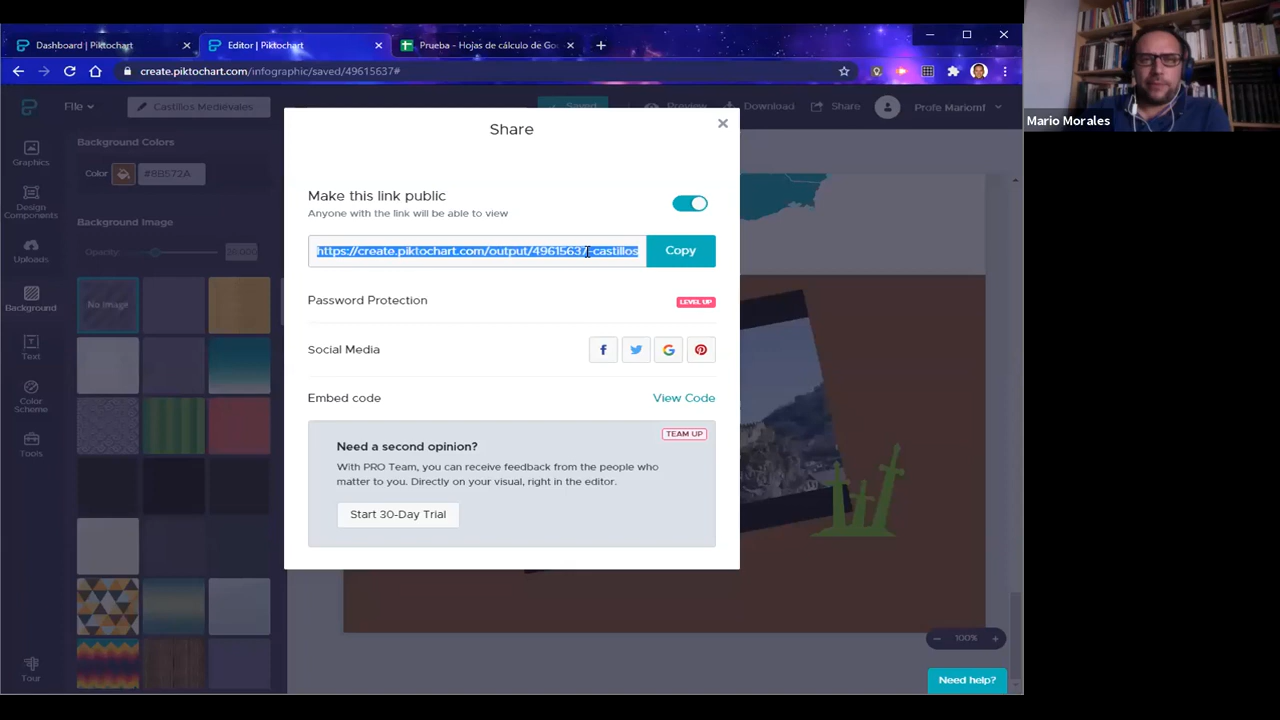 Dashboard | Piktochart
Editor | Piktochart
Prueba - Hojas de cálculo de Go
create.piktochart.com/infographic/saved/49615637#
Mario Morales
File
Castillos Medievales
Saved
Preview
Download
Share
Profe Mariomf
Graphics
Design
Components
Uploads
Background
Text
Color
Scheme
Tools
Tour
Background Colors
Color
#8B572A
Background Image
Opacity
No Image
Share
Make this link public
Anyone with the link will be able to view
https://create.piktochart.com/output/49615637-castillos
Copy
Password Protection
LEVEL UP
Social Media
Embed code
View Code
TEAM UP
Need a second opinion?
With PRO Team, you can receive feedback from the people who
matter to you. Directly on your visual, right in the editor.
Start 30-Day Trial
100%
Need help?